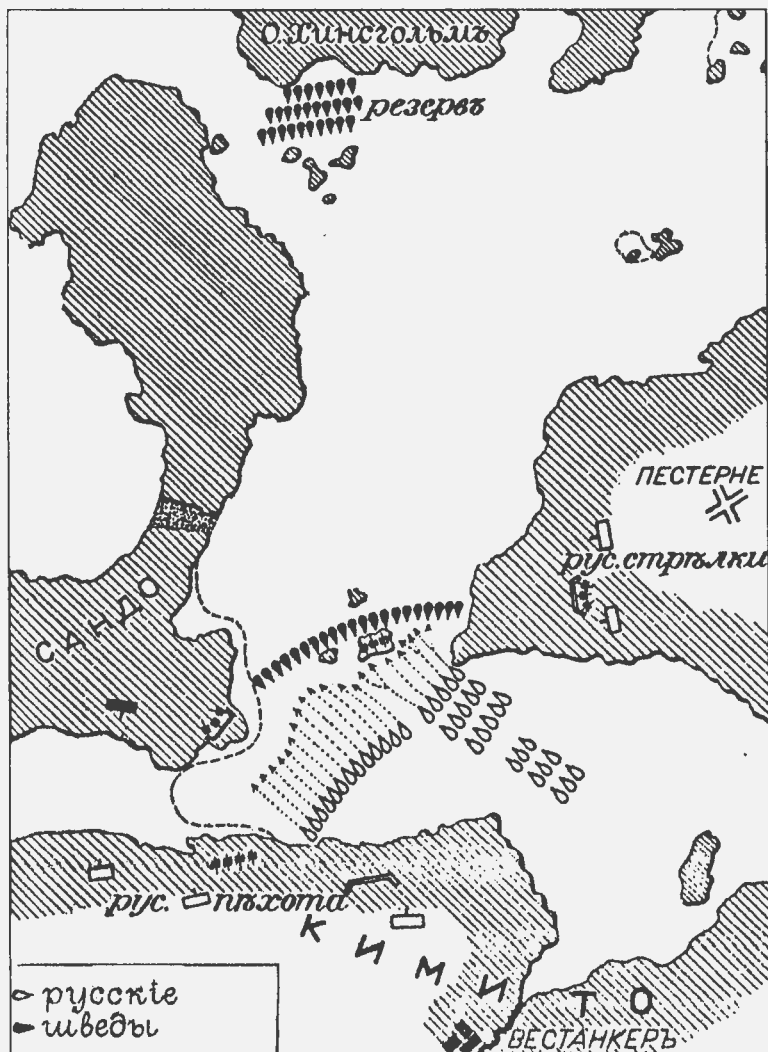 О.Хинсгольмъ
резервъ
ПЕСТЕРНЕ
рус. стрѣлки
САНДО
рус. пѣхота
КИМИТО
русскіе
шведы
ВЕСТАНКЕРЪ